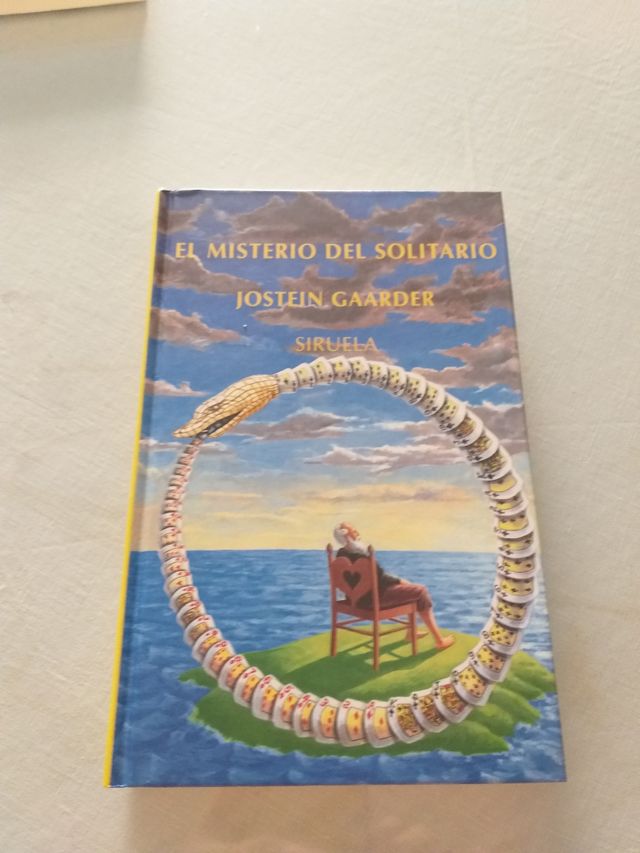 EL MISTERIO DEL SOLITARIO
JOSTEIN GAARDER
SIRUELA